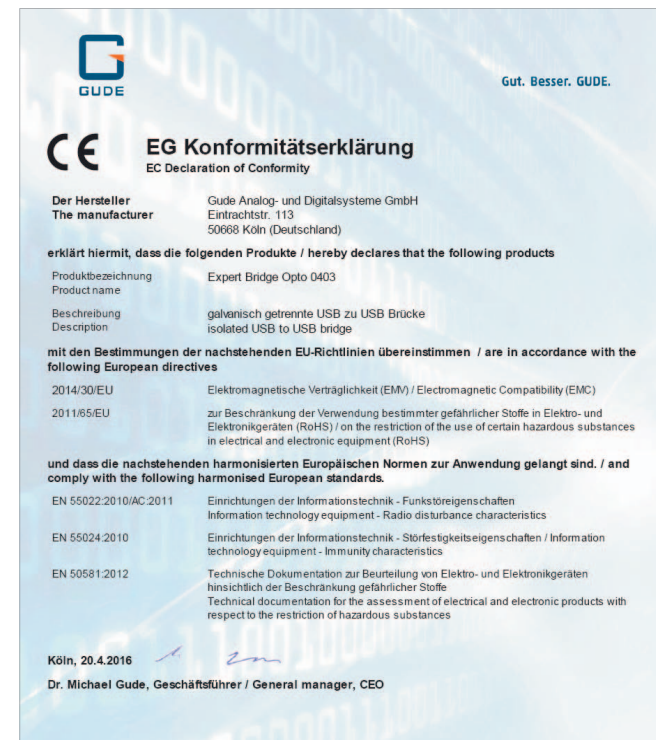 GUDE
Gut. Besser. GUDE.
CE
EG Konformitätserklärung
EC Declaration of Conformity
Der Hersteller Gude Analog- und Digitalsysteme GmbH
The manufacturer Eintrachtstr. 113
50668 Köln (Deutschland)
erklärt hiermit, dass die folgenden Produkte / hereby declares that the following products
Produktbezeichnung Expert Bridge Opto 0403
Product name
Beschreibung galvanisch getrennte USB zu USB Brücke
Description isolated USB to USB bridge
mit den Bestimmungen der nachstehenden EU-Richtlinien übereinstimmen / are in accordance with the
following European directives
2014/30/EU Elektromagnetische Verträglichkeit (EMV) / Electromagnetic Compatibility (EMC)
2011/65/EU zur Beschränkung der Verwendung bestimmter gefährlicher Stoffe in Elektro- und
Elektronikgeräten (RoHS) / on the restriction of the use of certain hazardous substances
in electrical and electronic equipment (RoHS)
und dass die nachstehenden harmonisierten Europäischen Normen zur Anwendung gelangt sind. / and
comply with the following harmonised European standards.
EN 55022:2010/AC:2011 Einrichtungen der Informationstechnik - Funkstöreigenschaften
Information technology equipment - Radio disturbance characteristics
EN 55024:2010 Einrichtungen der Informationstechnik - Störfestigkeitseigenschaften / Information
technology equipment - Immunity characteristics
EN 50581:2012 Technische Dokumentation zur Beurteilung von Elektro- und Elektronikgeräten
hinsichtlich der Beschränkung gefährlicher Stoffe
Technical documentation for the assessment of electrical and electronic products with
respect to the restriction of hazardous substances
Köln, 20.4.2016
Dr. Michael Gude, Geschäftsführer / General manager, CEO